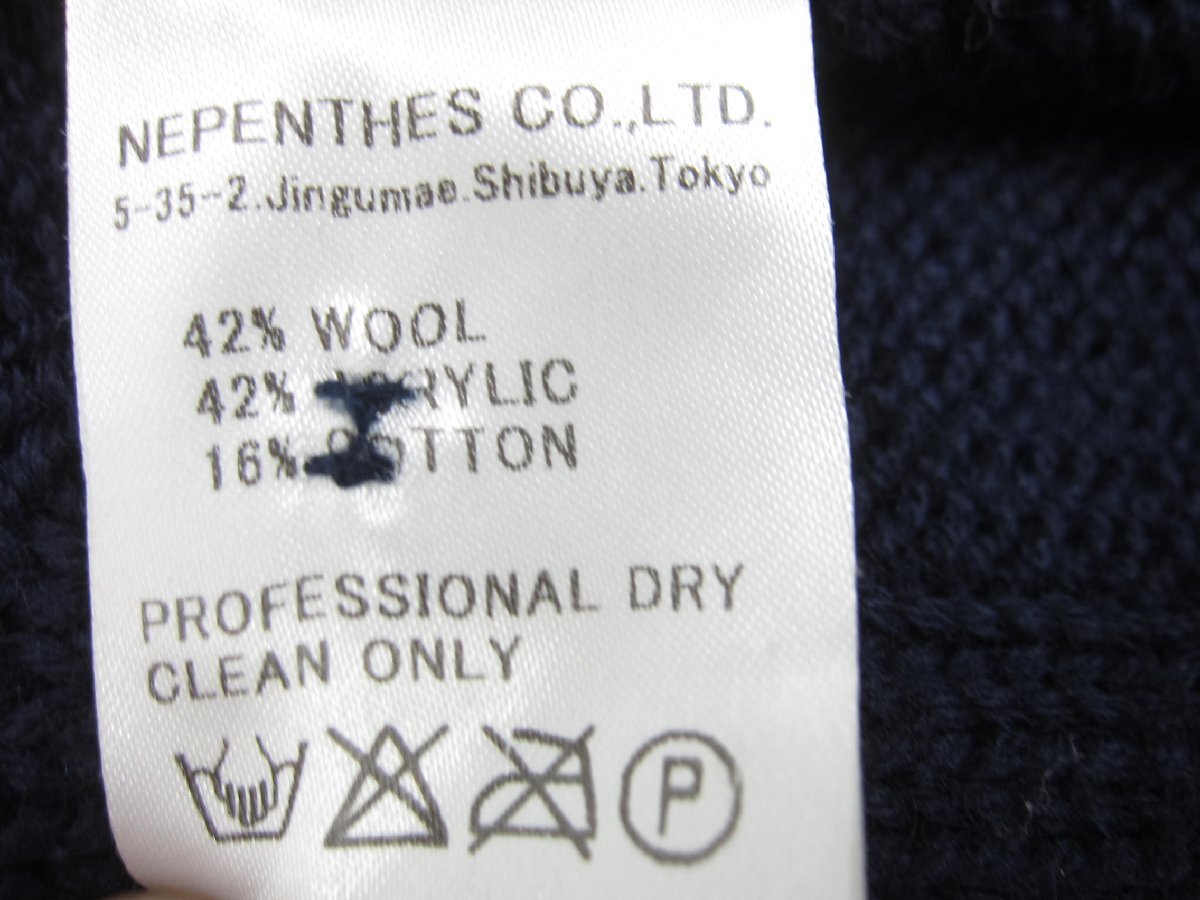 NEPENTHES CO.,LTD.
5-35-2.Jingumae.Shibuya.Tokyo
42% WOOL
42% ACRYLIC
16% COTTON
PROFESSIONAL DRY
CLEAN ONLY
P